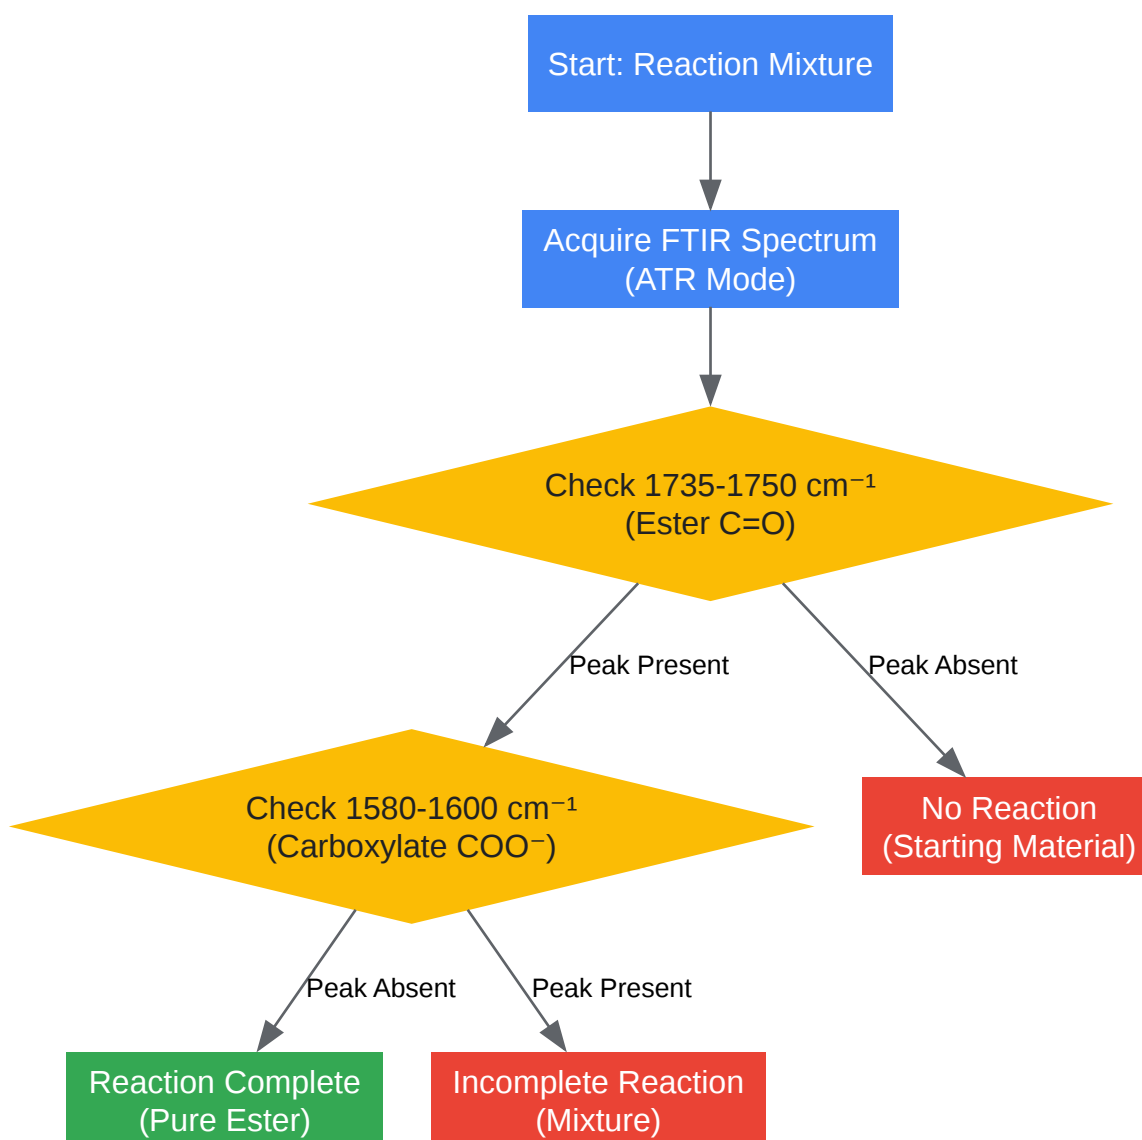 Start: Reaction Mixture
Acquire FTIR Spectrum
(ATR Mode)
Check 1735-1750 cm⁻¹
(Ester C=O)
Peak Present
Peak Absent
Check 1580-1600 cm⁻¹
(Carboxylate COO⁻)
No Reaction
(Starting Material)
Peak Absent
Peak Present
Reaction Complete
(Pure Ester)
Incomplete Reaction
(Mixture)